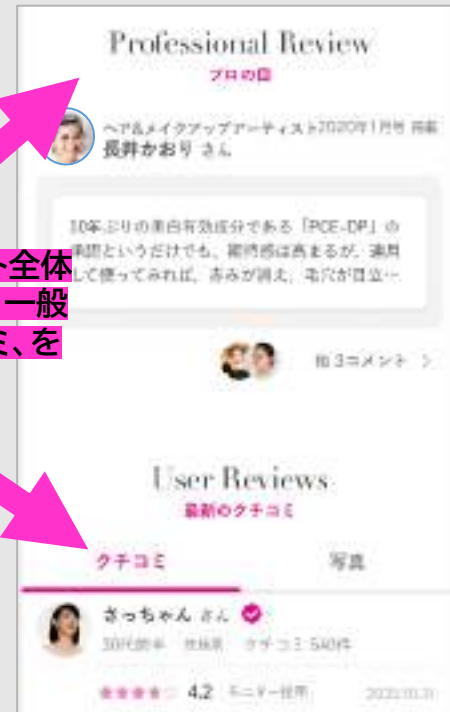 Professional Review
プロの目
ヘア&メイクアップアーティスト2020年1月号 掲載
長井かおり さん
10年ぶりの美白有効成分である「PCE-DP」の
承認というだけでも、期待感は高まるが、連用
して使ってみれば、赤みが消え、毛穴が目立…
ト全体
一般
ミ、を
他 3コメント >
User Reviews
最新のクチコミ
クチコミ
写真
さっちゃん さん
30代前半
クチコミ 540件
4.2 モニター使用